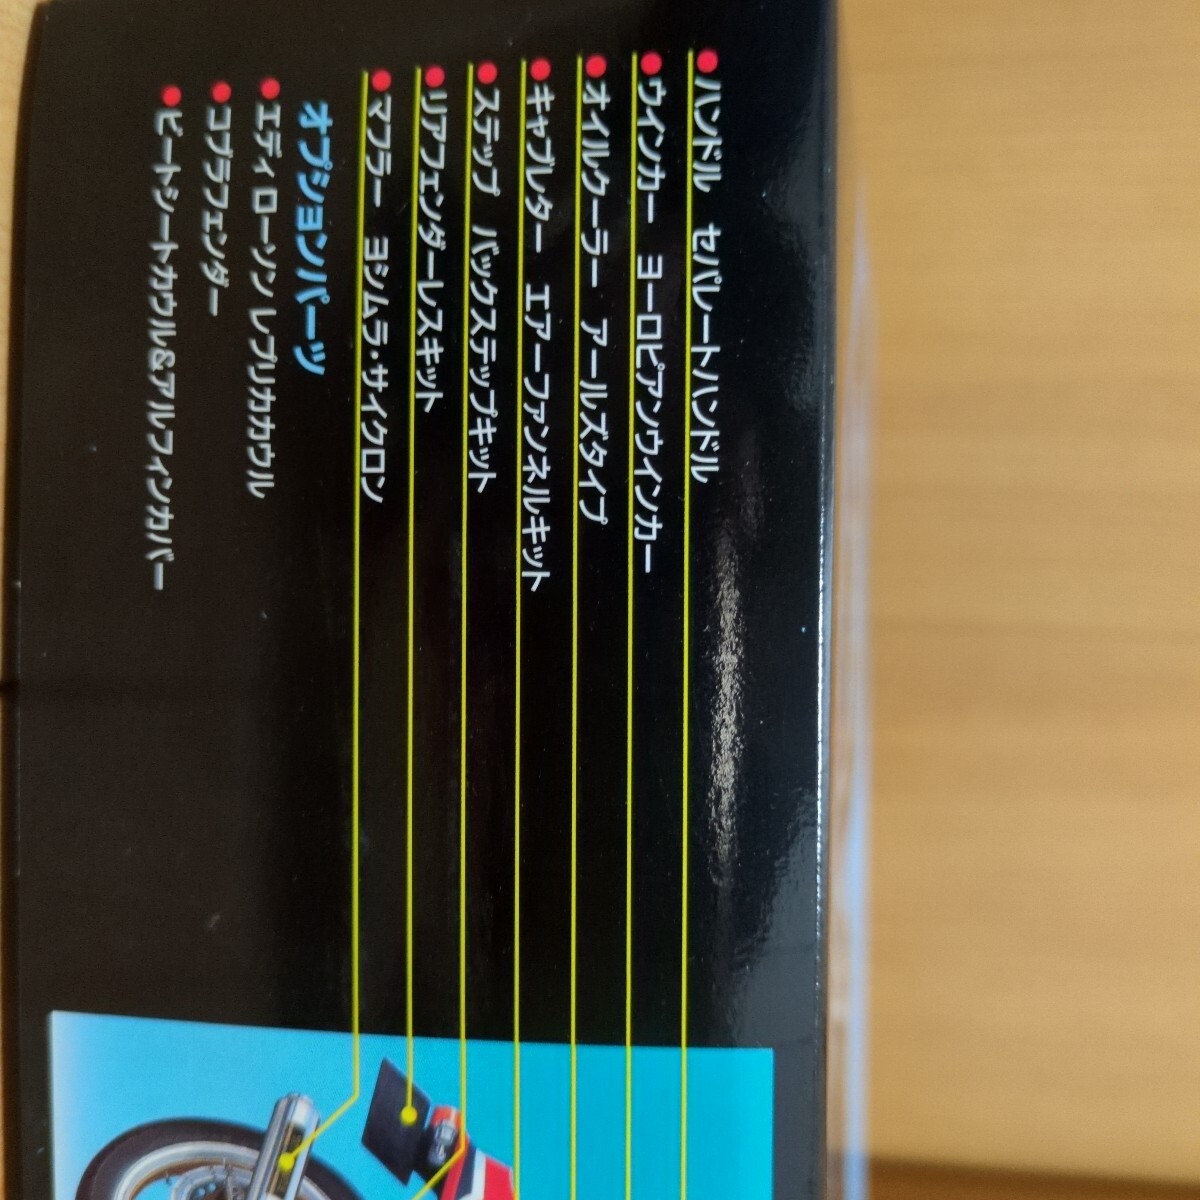 ●ハンドル　セパレートハンドル
●ウインカー　ヨーロピアンウインカー
●オイルクーラー　アールズタイプ
●キャブレター　エアーファンネルキット
●ステップ　バックステップキット
●リアフェンダーレスキット
●マフラー　ヨシムラ・サイクロン
オプションパーツ
●エディローソンレプリカカウル
●コブラフェンダー
●ビートシートカウル&アルフィンカバー